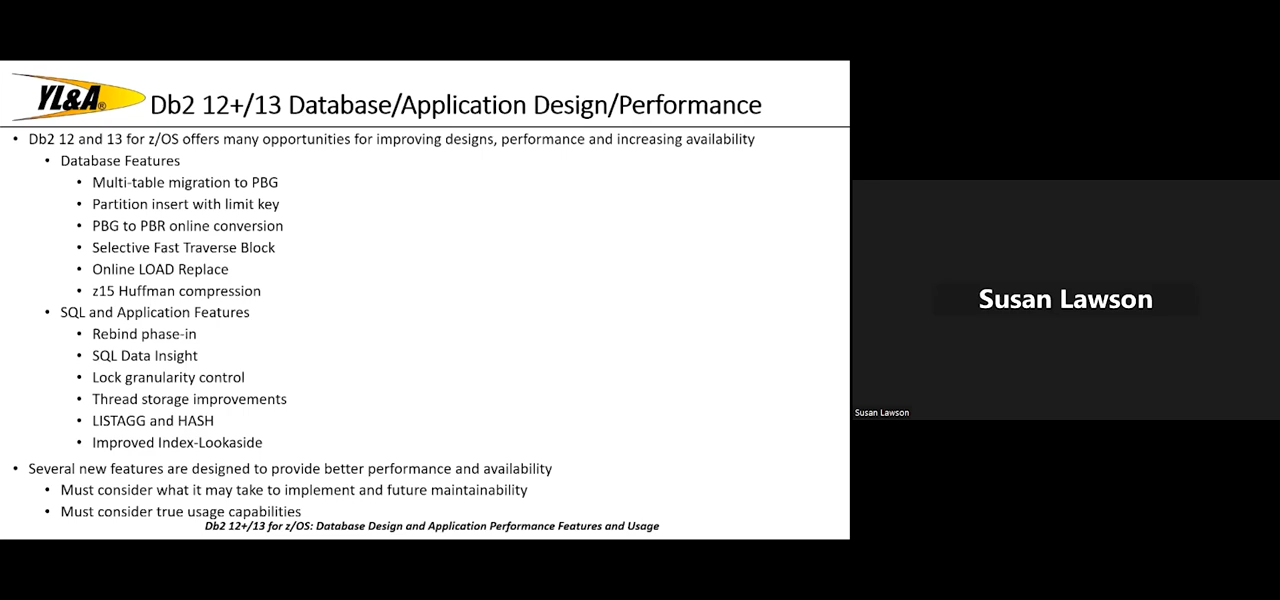 YL&A®
Db2 12+/13 Database/Application Design/Performance
• Db2 12 and 13 for z/OS offers many opportunities for improving designs, performance and increasing availability
• Database Features
• Multi-table migration to PBG
• Partition insert with limit key
• PBG to PBR online conversion
• Selective Fast Traverse Block
• Online LOAD Replace
• z15 Huffman compression
• SQL and Application Features
• Rebind phase-in
• SQL Data Insight
• Lock granularity control
• Thread storage improvements
• LISTAGG and HASH
• Improved Index-Lookaside
• Several new features are designed to provide better performance and availability
• Must consider what it may take to implement and future maintainability
• Must consider true usage capabilities
Db2 12+/13 for z/OS: Database Design and Application Performance Features and Usage
Susan Lawson
Susan Lawson